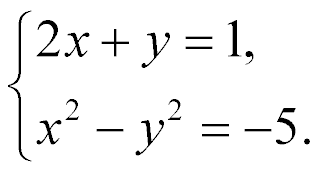 2x + y = 1,
x² − y² = −5.